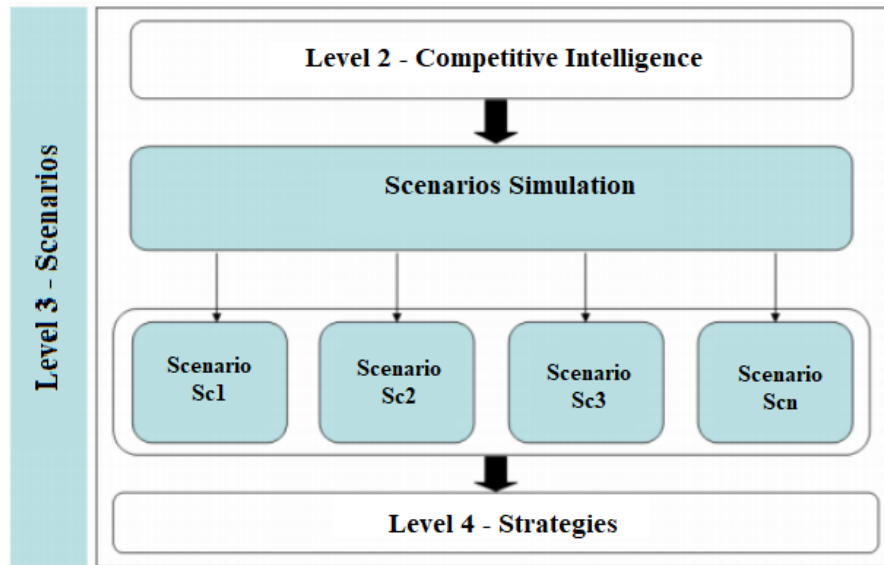 Level 3 - Scenarios
Level 2 - Competitive Intelligence
Scenarios Simulation
Scenario
Sc1
Scenario
Sc2
Scenario
Sc3
Scenario
Scn
Level 4 - Strategies